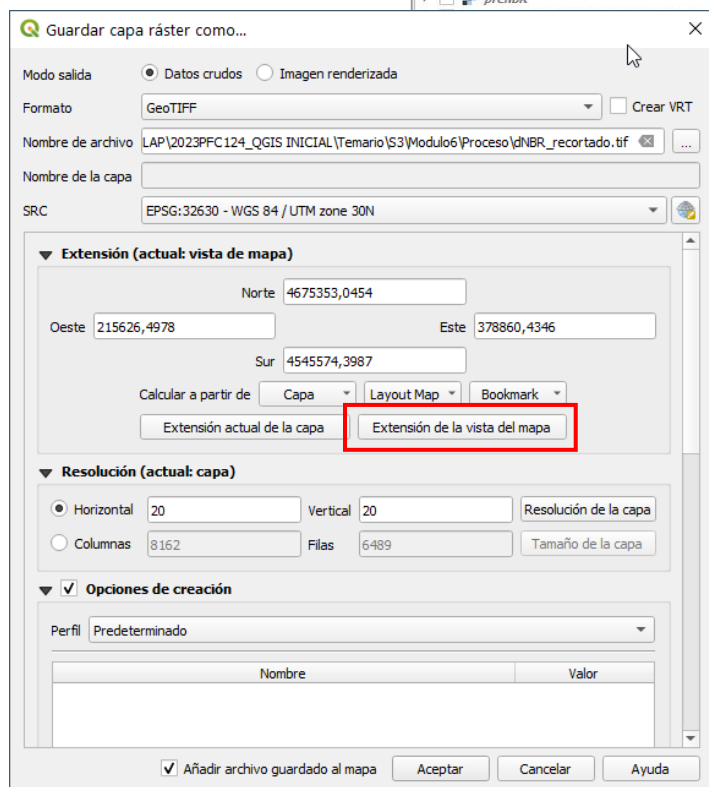 Guardar capa ráster como...
Modo salida Datos crudos Imagen renderizada
Formato GeoTIFF Crear VRT
Nombre de archivo LAP\2023PFC124_QGIS INICIAL\Temario\S3\Modulo6\Proceso\dNBR_recortado.tif ...
Nombre de la capa
SRC EPSG:32630 - WGS 84 / UTM zone 30N
Extensión (actual: vista de mapa)
Norte 4675353,0454
Oeste 215626,4978 Este 378860,4346
Sur 4545574,3987
Calcular a partir de Capa Layout Map Bookmark
Extensión actual de la capa Extensión de la vista del mapa
Resolución (actual: capa)
Horizontal 20 Vertical 20 Resolución de la capa
Columnas 8162 Filas 6489 Tamaño de la capa
Opciones de creación
Perfil Predeterminado
Nombre Valor
Añadir archivo guardado al mapa Aceptar Cancelar Ayuda